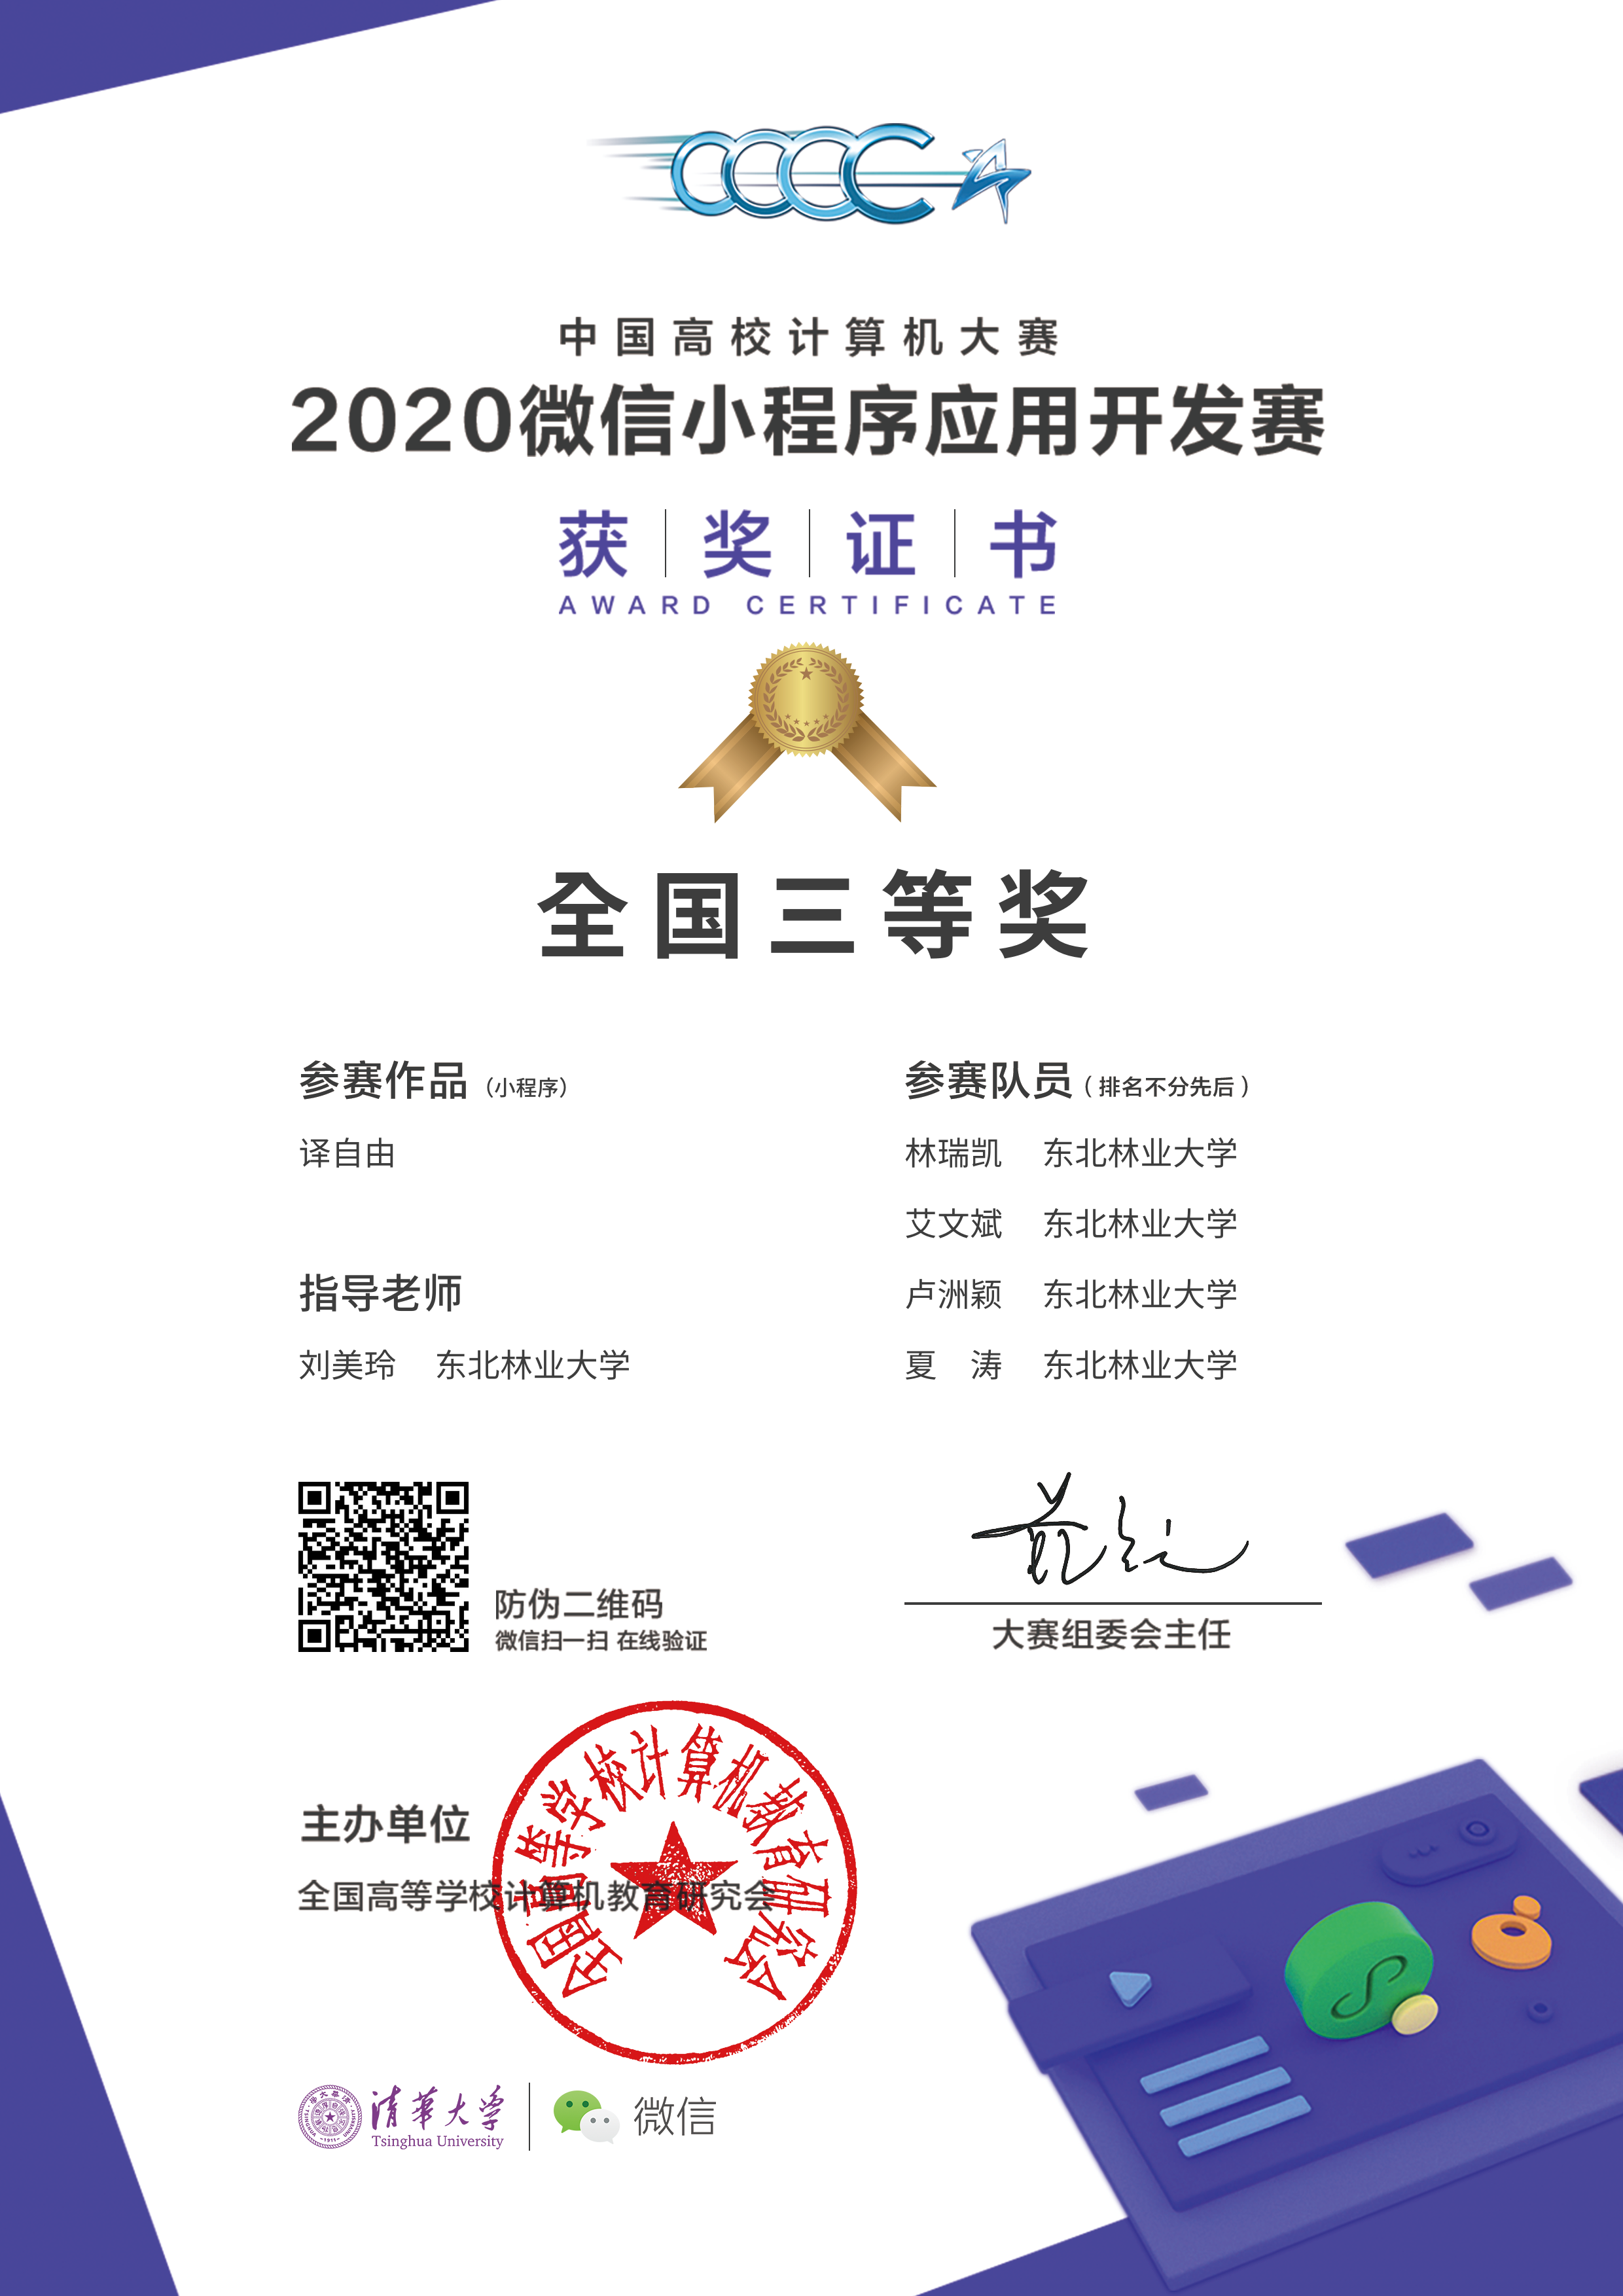 CCCC
中国高校计算机大赛
2020微信小程序应用开发赛
获奖证书
AWARD CERTIFICATE
全国三等奖
参赛作品（小程序）
译自由
指导老师
刘美玲 东北林业大学
参赛队员（排名不分先后）
林瑞凯 东北林业大学
艾文斌 东北林业大学
卢洲颖 东北林业大学
夏 涛 东北林业大学
防伪二维码
微信扫一扫 在线验证
大赛组委会主任
主办单位
全国高等学校计算机教育研究会
全国高等学校计算机教育研究会
清華大学
Tsinghua University
微信